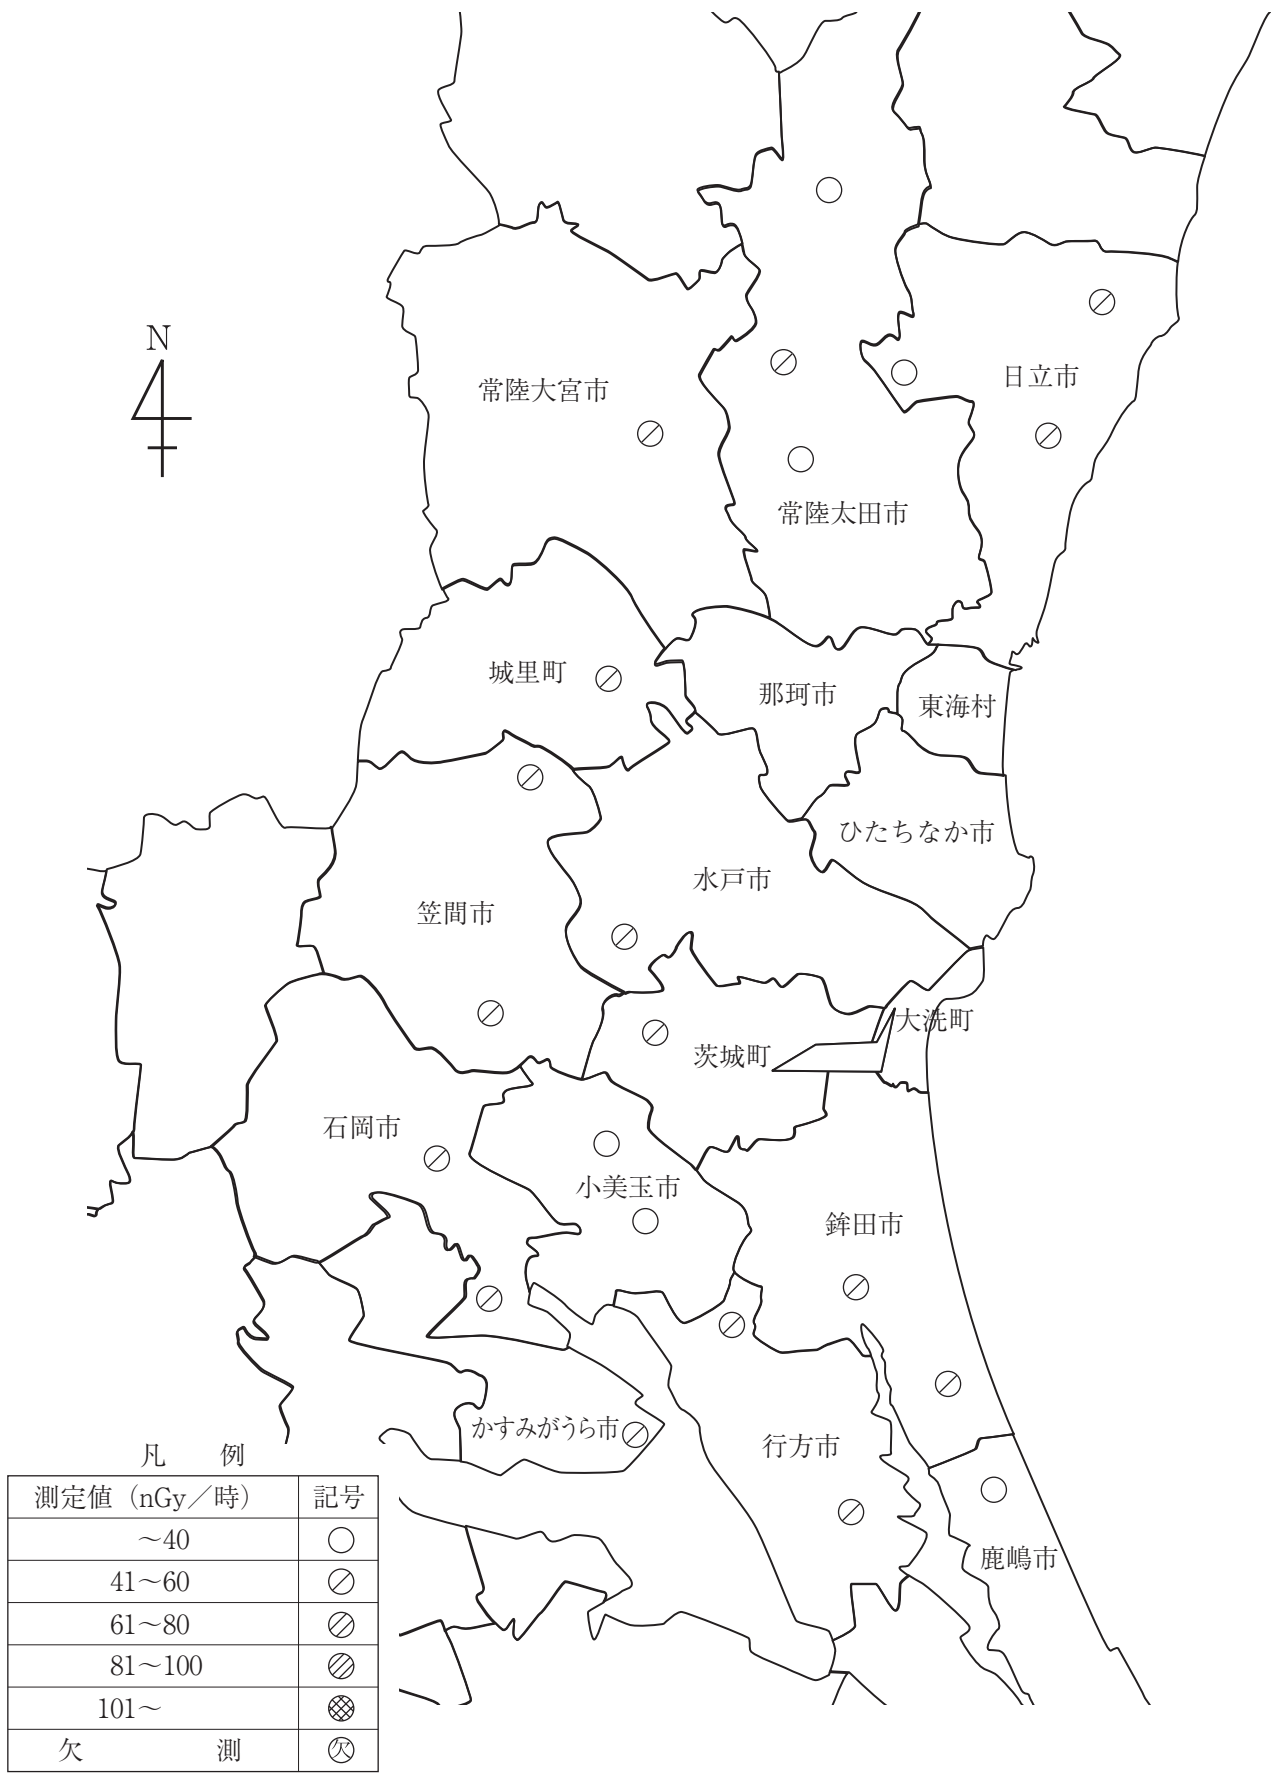 N
常陸大宮市
日立市
常陸太田市
城里町
那珂市
東海村
ひたちなか市
水戸市
笠間市
大洗町
茨城町
石岡市
小美玉市
鉾田市
かすみがうら市
行方市
鹿嶋市
凡 例
測定値（nGy／時） 記号
～40
41～60
61～80
81～100
101～
欠 測 欠